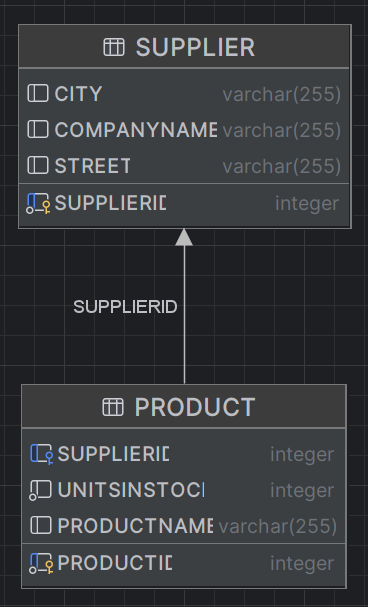 SUPPLIER
CITY varchar(255)
COMPANYNAME varchar(255)
STREET varchar(255)
SUPPLIERID integer
SUPPLIERID
PRODUCT
SUPPLIERID integer
UNITSINSTOCK integer
PRODUCTNAME varchar(255)
PRODUCTID integer